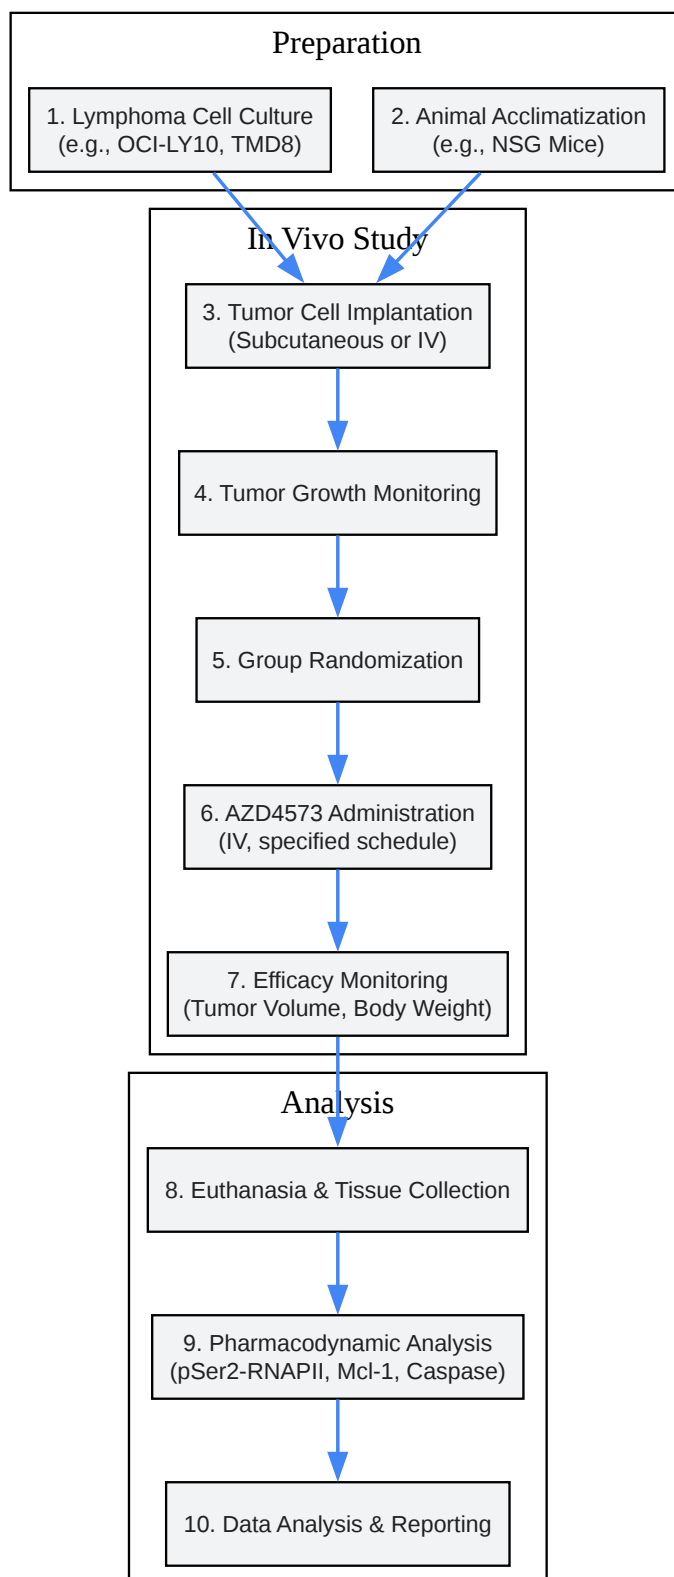 Preparation
1. Lymphoma Cell Culture
(e.g., OCI-LY10, TMD8)
2. Animal Acclimatization
(e.g., NSG Mice)
In Vivo Study
3. Tumor Cell Implantation
(Subcutaneous or IV)
4. Tumor Growth Monitoring
5. Group Randomization
6. AZD4573 Administration
(IV, specified schedule)
7. Efficacy Monitoring
(Tumor Volume, Body Weight)
Analysis
8. Euthanasia & Tissue Collection
9. Pharmacodynamic Analysis
(pSer2-RNAPII, Mcl-1, Caspase)
10. Data Analysis & Reporting